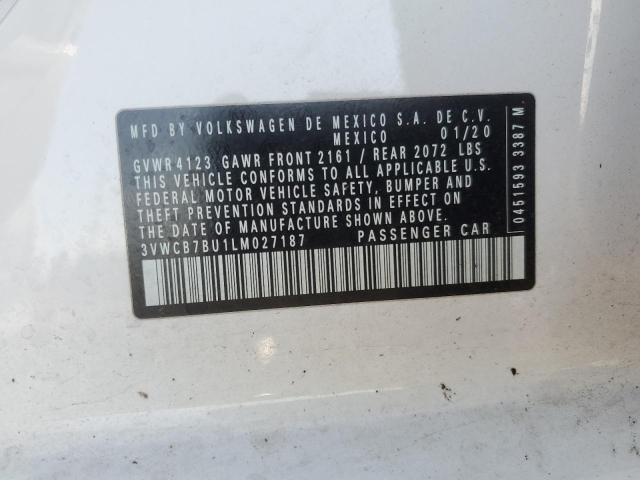 MFD BY VOLKSWAGEN DE MEXICO S.A. DE C.V.
MEXICO 01/20
GVWR 4123 GAWR FRONT 2161 / REAR 2072 LBS
THIS VEHICLE CONFORMS TO ALL APPLICABLE U.S.
FEDERAL MOTOR VEHICLE SAFETY, BUMPER AND
THEFT PREVENTION STANDARDS IN EFFECT ON
THE DATE OF MANUFACTURE SHOWN ABOVE.
3VWCB7BU1LM027187 PASSENGER CAR
0451593 3387 M